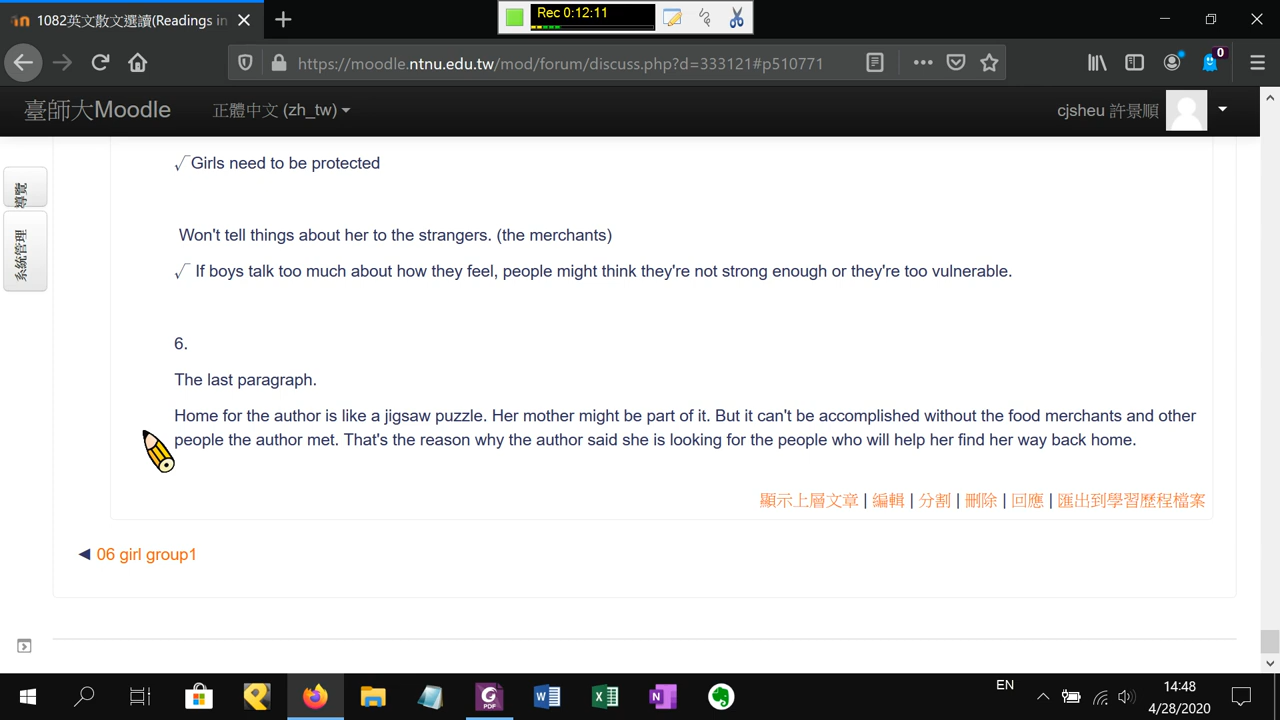 1082英文散文選讀(Readings in
Rec 0:12:11
https://moodle.ntnu.edu.tw/mod/forum/discuss.php?d=333121#p510771
0
臺師大Moodle
正體中文 (zh_tw)
cjsheu 許景順
導覽
系統管理
√Girls need to be protected
Won't tell things about her to the strangers. (the merchants)
√ If boys talk too much about how they feel, people might think they're not strong enough or they're too vulnerable.
6.
The last paragraph.
Home for the author is like a jigsaw puzzle. Her mother might be part of it. But it can't be accomplished without the food merchants and other
people the author met. That's the reason why the author said she is looking for the people who will help her find her way back home.
顯示上層文章 | 編輯 | 分割 | 刪除 | 回應 | 匯出到學習歷程檔案
◄ 06 girl group1
EN
14:48
4/28/2020